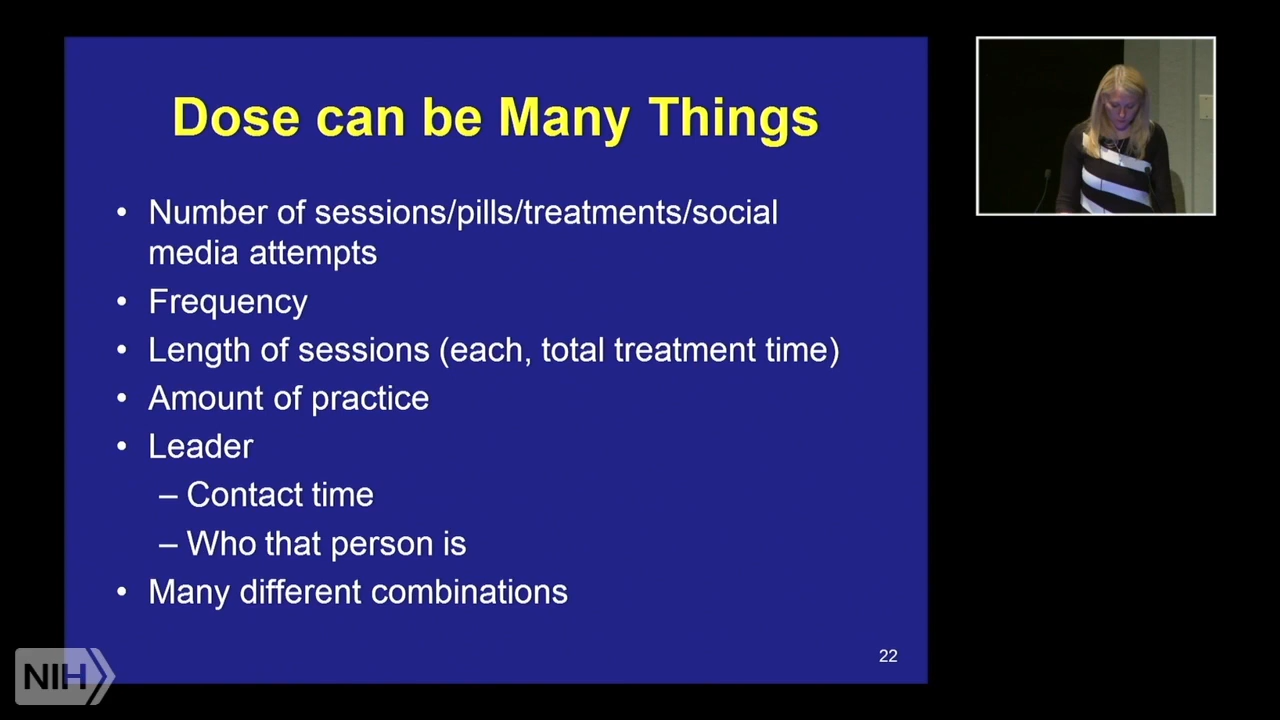 Dose can be Many Things
• Number of sessions/pills/treatments/social
media attempts
• Frequency
• Length of sessions (each, total treatment time)
• Amount of practice
• Leader
– Contact time
– Who that person is
• Many different combinations
22
NIH